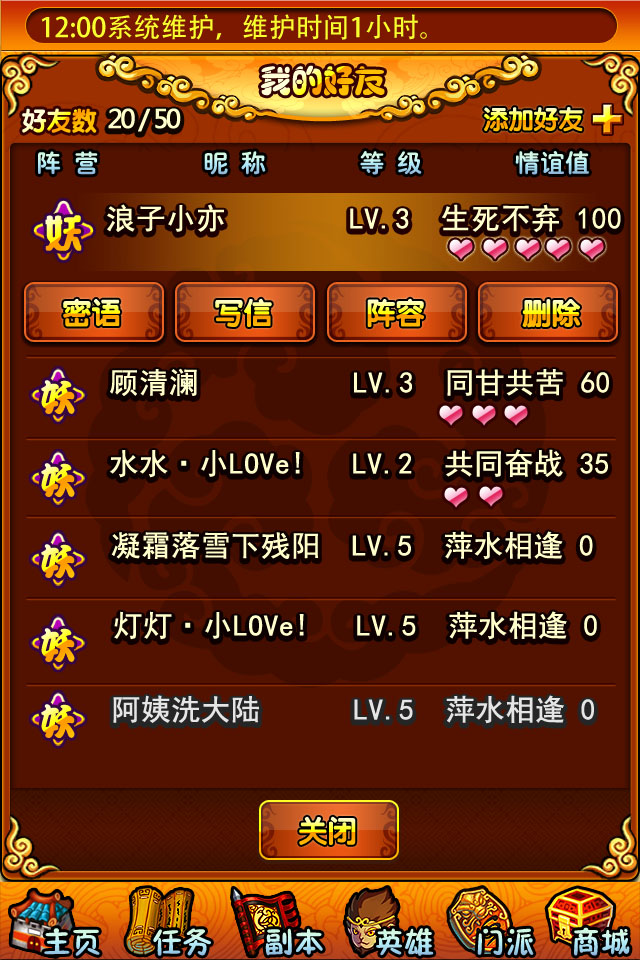 12:00系统维护，维护时间1小时。
我的好友
好友数 20/50 添加好友
阵营 昵称 等级 情谊值
妖 浪子小亦 LV.3 生死不弃 100
密语 写信 阵容 删除
妖 顾清澜 LV.3 同甘共苦 60
妖 水水·小LOVe! LV.2 共同奋战 35
妖 凝霜落雪下残阳 LV.5 萍水相逢 0
妖 灯灯·小LOVe! LV.5 萍水相逢 0
妖 阿姨洗大陆 LV.5 萍水相逢 0
关闭
主页 任务 副本 英雄 门派 商城